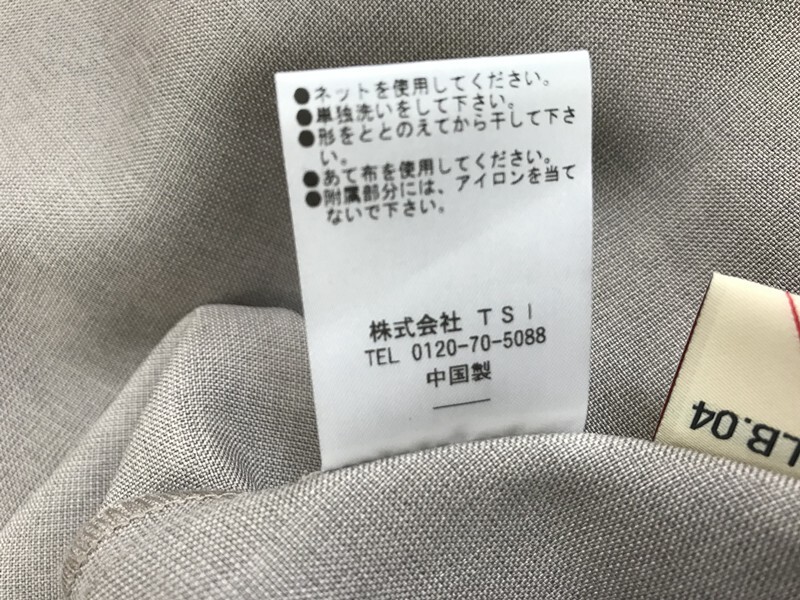 ●ネットを使用してください。
●単独洗いをして下さい。
●形をととのえてから干して下さ
い。
●あて布を使用してください。
●附属部分には、アイロンを当て
ないで下さい。
株式会社 TSI
TEL 0120-70-5088
中国製
LB.04